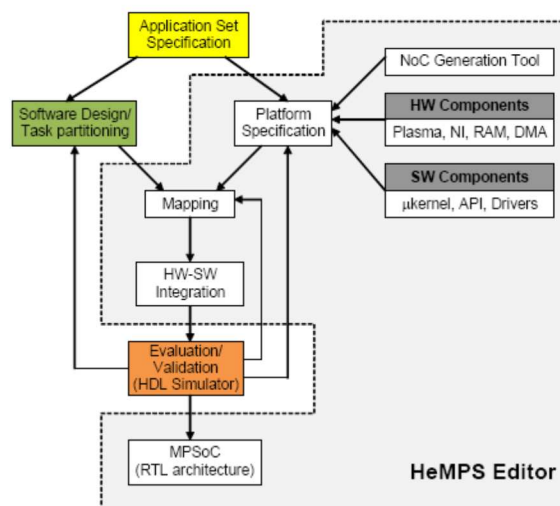 Application Set
Specification
NoC Generation Tool
Software Design/
Task partitioning
Platform
Specification
HW Components
Plasma, NI, RAM, DMA
SW Components
µkernel, API, Drivers
Mapping
HW-SW
Integration
Evaluation/
Validation
(HDL Simulator)
MPSoC
(RTL architecture)
HeMPS Editor